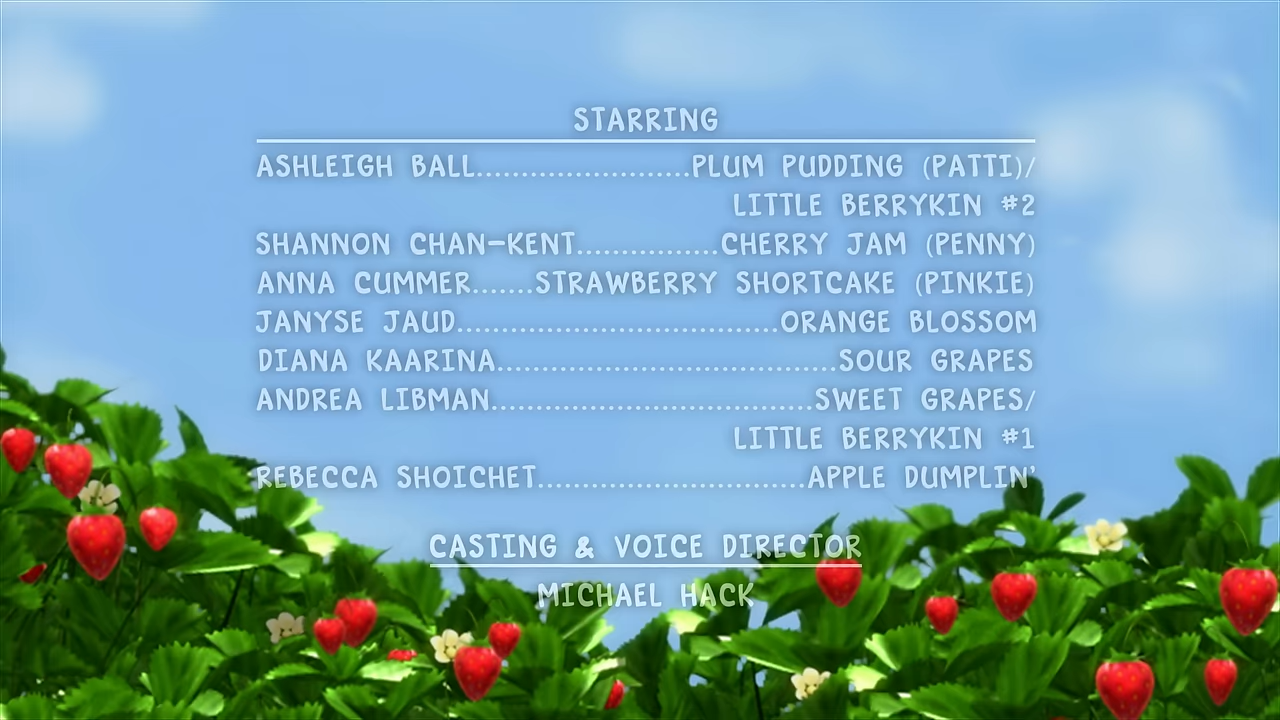 STARRING
ASHLEIGH BALL......................PLUM PUDDING (PATTI)/
LITTLE BERRYKIN #2
SHANNON CHAN-KENT..............CHERRY JAM (PENNY)
ANNA CUMMER.......STRAWBERRY SHORTCAKE (PINKIE)
JANYSE JAUD.................................ORANGE BLOSSOM
DIANA KAARINA...................................SOUR GRAPES
ANDREA LIBMAN.................................SWEET GRAPES/
LITTLE BERRYKIN #1
REBECCA SHOICHET...........................APPLE DUMPLIN'
CASTING & VOICE DIRECTOR
MICHAEL HACK